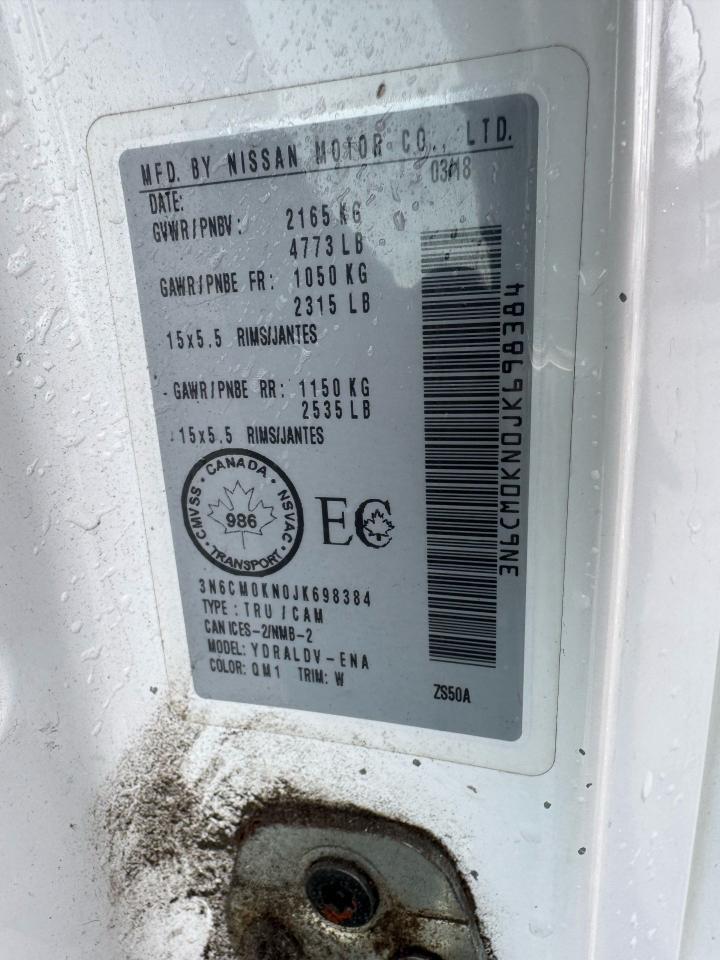 MFD. BY NISSAN MOTOR CO., LTD.
DATE: 03/18
GVWR/PNBV: 2165 KG
4773 LB
GAWR/PNBE FR: 1050 KG
2315 LB
15x5.5 RIMS/JANTES
GAWR/PNBE RR: 1150 KG
2535 LB
15x5.5 RIMS/JANTES
CANADA
CMVSS NSVAC
986
TRANSPORT
EC
3N6CM0KN0JK698384
TYPE: TRU/CAM
CAN ICES-2/NMB-2
MODEL: YDRALDV-ENA
COLOR: QM1 TRIM: W
ZS50A
3N6CM0KN0JK698384